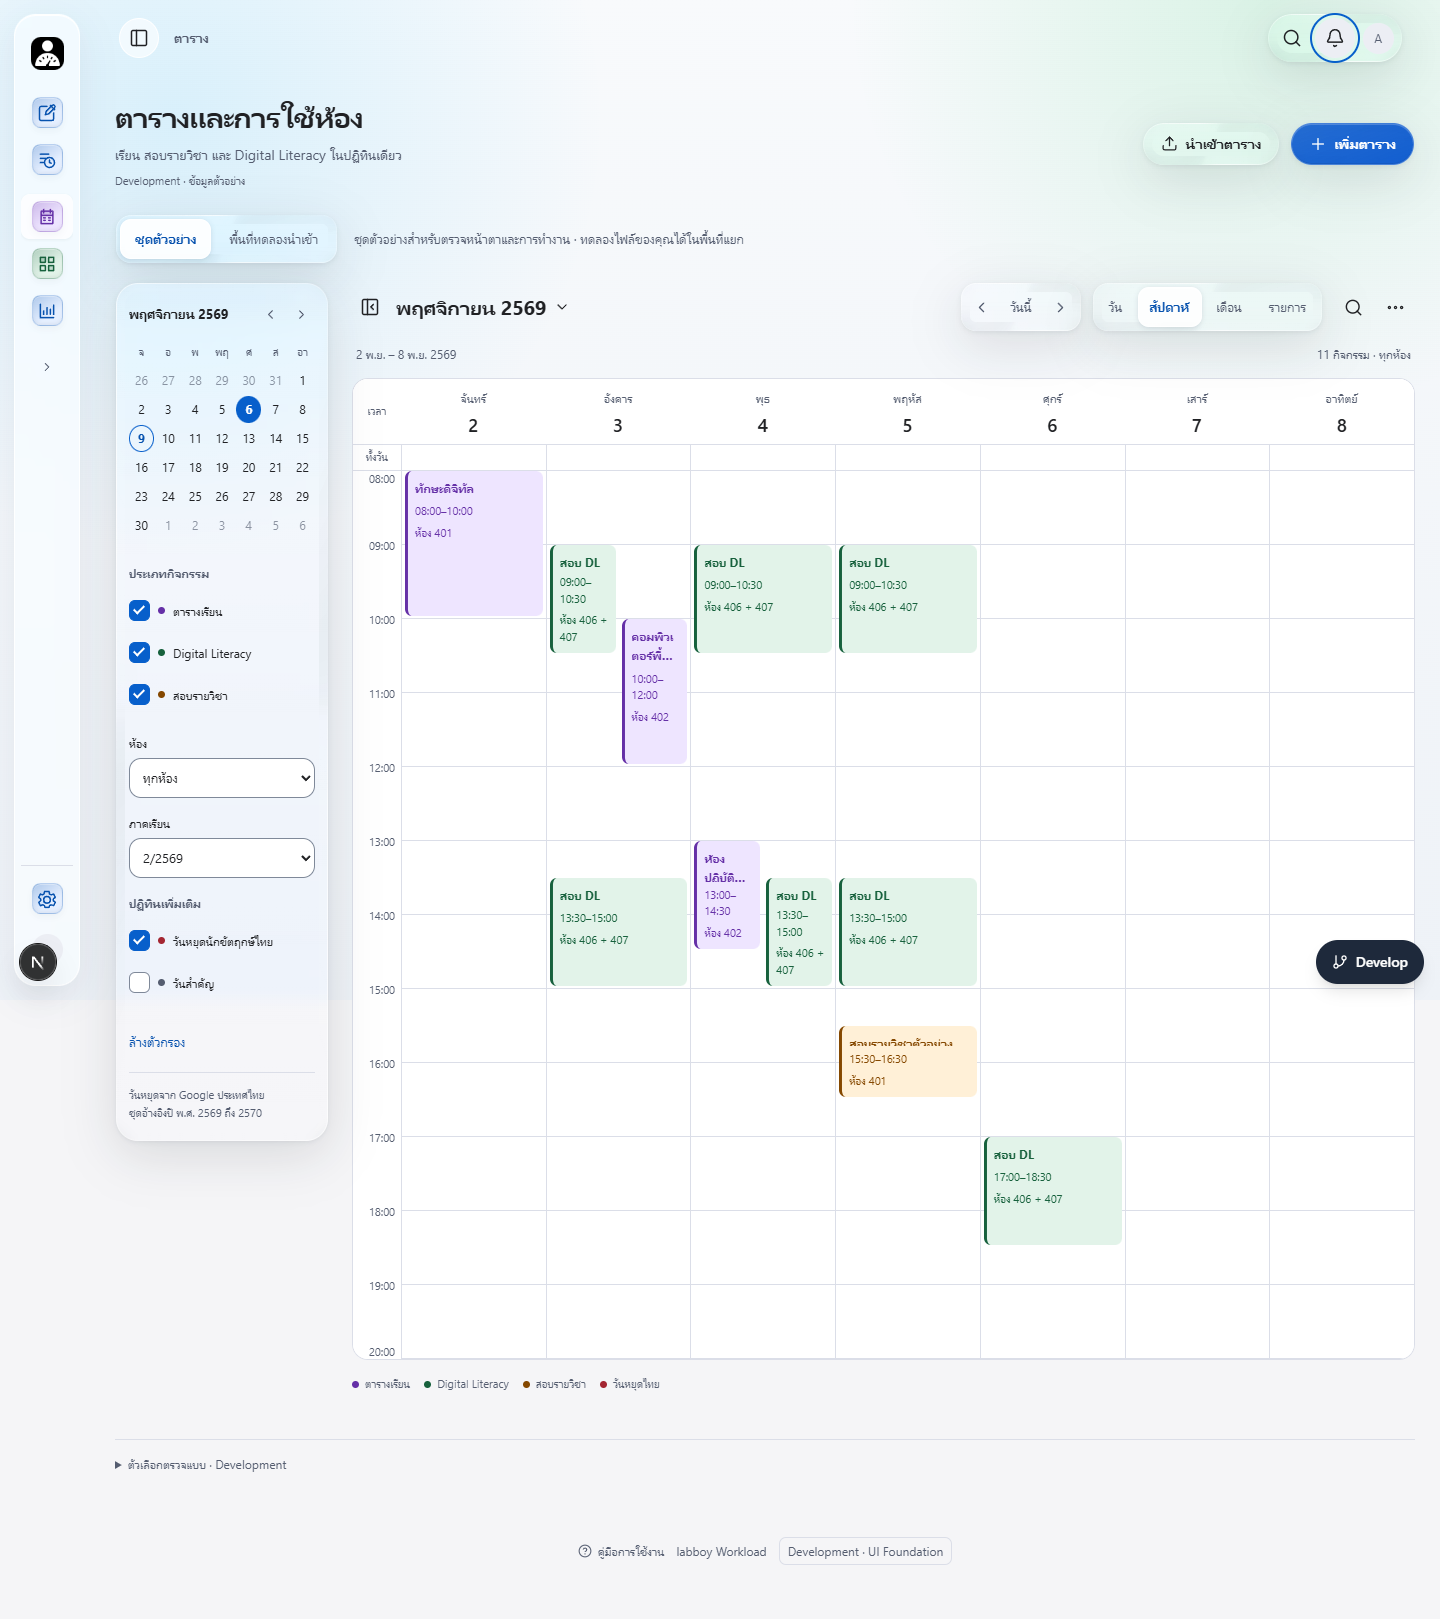 ตาราง
A
ตารางและการใช้ห้อง
เรียน สอบรายวิชา และ Digital Literacy ในปฏิทินเดียว
Development · ข้อมูลตัวอย่าง
นำเข้าตาราง
เพิ่มตาราง
ชุดตัวอย่าง
พื้นที่ทดลองนำเข้า
ชุดตัวอย่างสำหรับตรวจหน้าตาและการทำงาน · ทดลองไฟล์ของคุณได้ในพื้นที่แยก
พฤศจิกายน 2569
จ อ พ พฤ ศ ส อา
26 27 28 29 30 31 1
2 3 4 5 6 7 8
9 10 11 12 13 14 15
16 17 18 19 20 21 22
23 24 25 26 27 28 29
30 1 2 3 4 5 6
ประเภทกิจกรรม
ตารางเรียน
Digital Literacy
สอบรายวิชา
ห้อง
ทุกห้อง
ภาคเรียน
2/2569
ปฏิทินเพิ่มเติม
วันหยุดนักขัตฤกษ์ไทย
วันสำคัญ
ล้างตัวกรอง
วันหยุดจาก Google ประเทศไทย
ชุดอ้างอิงปี พ.ศ. 2569 ถึง 2570
N
พฤศจิกายน 2569
วันนี้
วัน
สัปดาห์
เดือน
รายการ
2 พ.ย. – 8 พ.ย. 2569
11 กิจกรรม · ทุกห้อง
เวลา
จันทร์ อังคาร พุธ พฤหัส ศุกร์ เสาร์ อาทิตย์
2 3 4 5 6 7 8
ทั้งวัน
08:00
09:00
10:00
11:00
12:00
13:00
14:00
15:00
16:00
17:00
18:00
19:00
20:00
ทักษะดิจิทัล
08:00–10:00
ห้อง 401
สอบ DL
09:00–
10:30
ห้อง 406 +
407
คอมพิวเ
ตอร์พื้...
10:00–
12:00
ห้อง 402
สอบ DL
13:30–15:00
ห้อง 406 + 407
สอบ DL
09:00–10:30
ห้อง 406 + 407
ห้อง
ปฏิบัติ...
13:00–
14:30
ห้อง 402
สอบ DL
13:30–
15:00
ห้อง 406 +
407
สอบ DL
09:00–10:30
ห้อง 406 + 407
สอบ DL
13:30–15:00
ห้อง 406 + 407
สอบรายวิชาตัวอย่าง
15:30–16:30
ห้อง 401
สอบ DL
17:00–18:30
ห้อง 406 + 407
Develop
ตารางเรียน
Digital Literacy
สอบรายวิชา
วันหยุดไทย
ตัวเลือกตรวจแบบ · Development
คู่มือการใช้งาน
labboy Workload
Development · UI Foundation